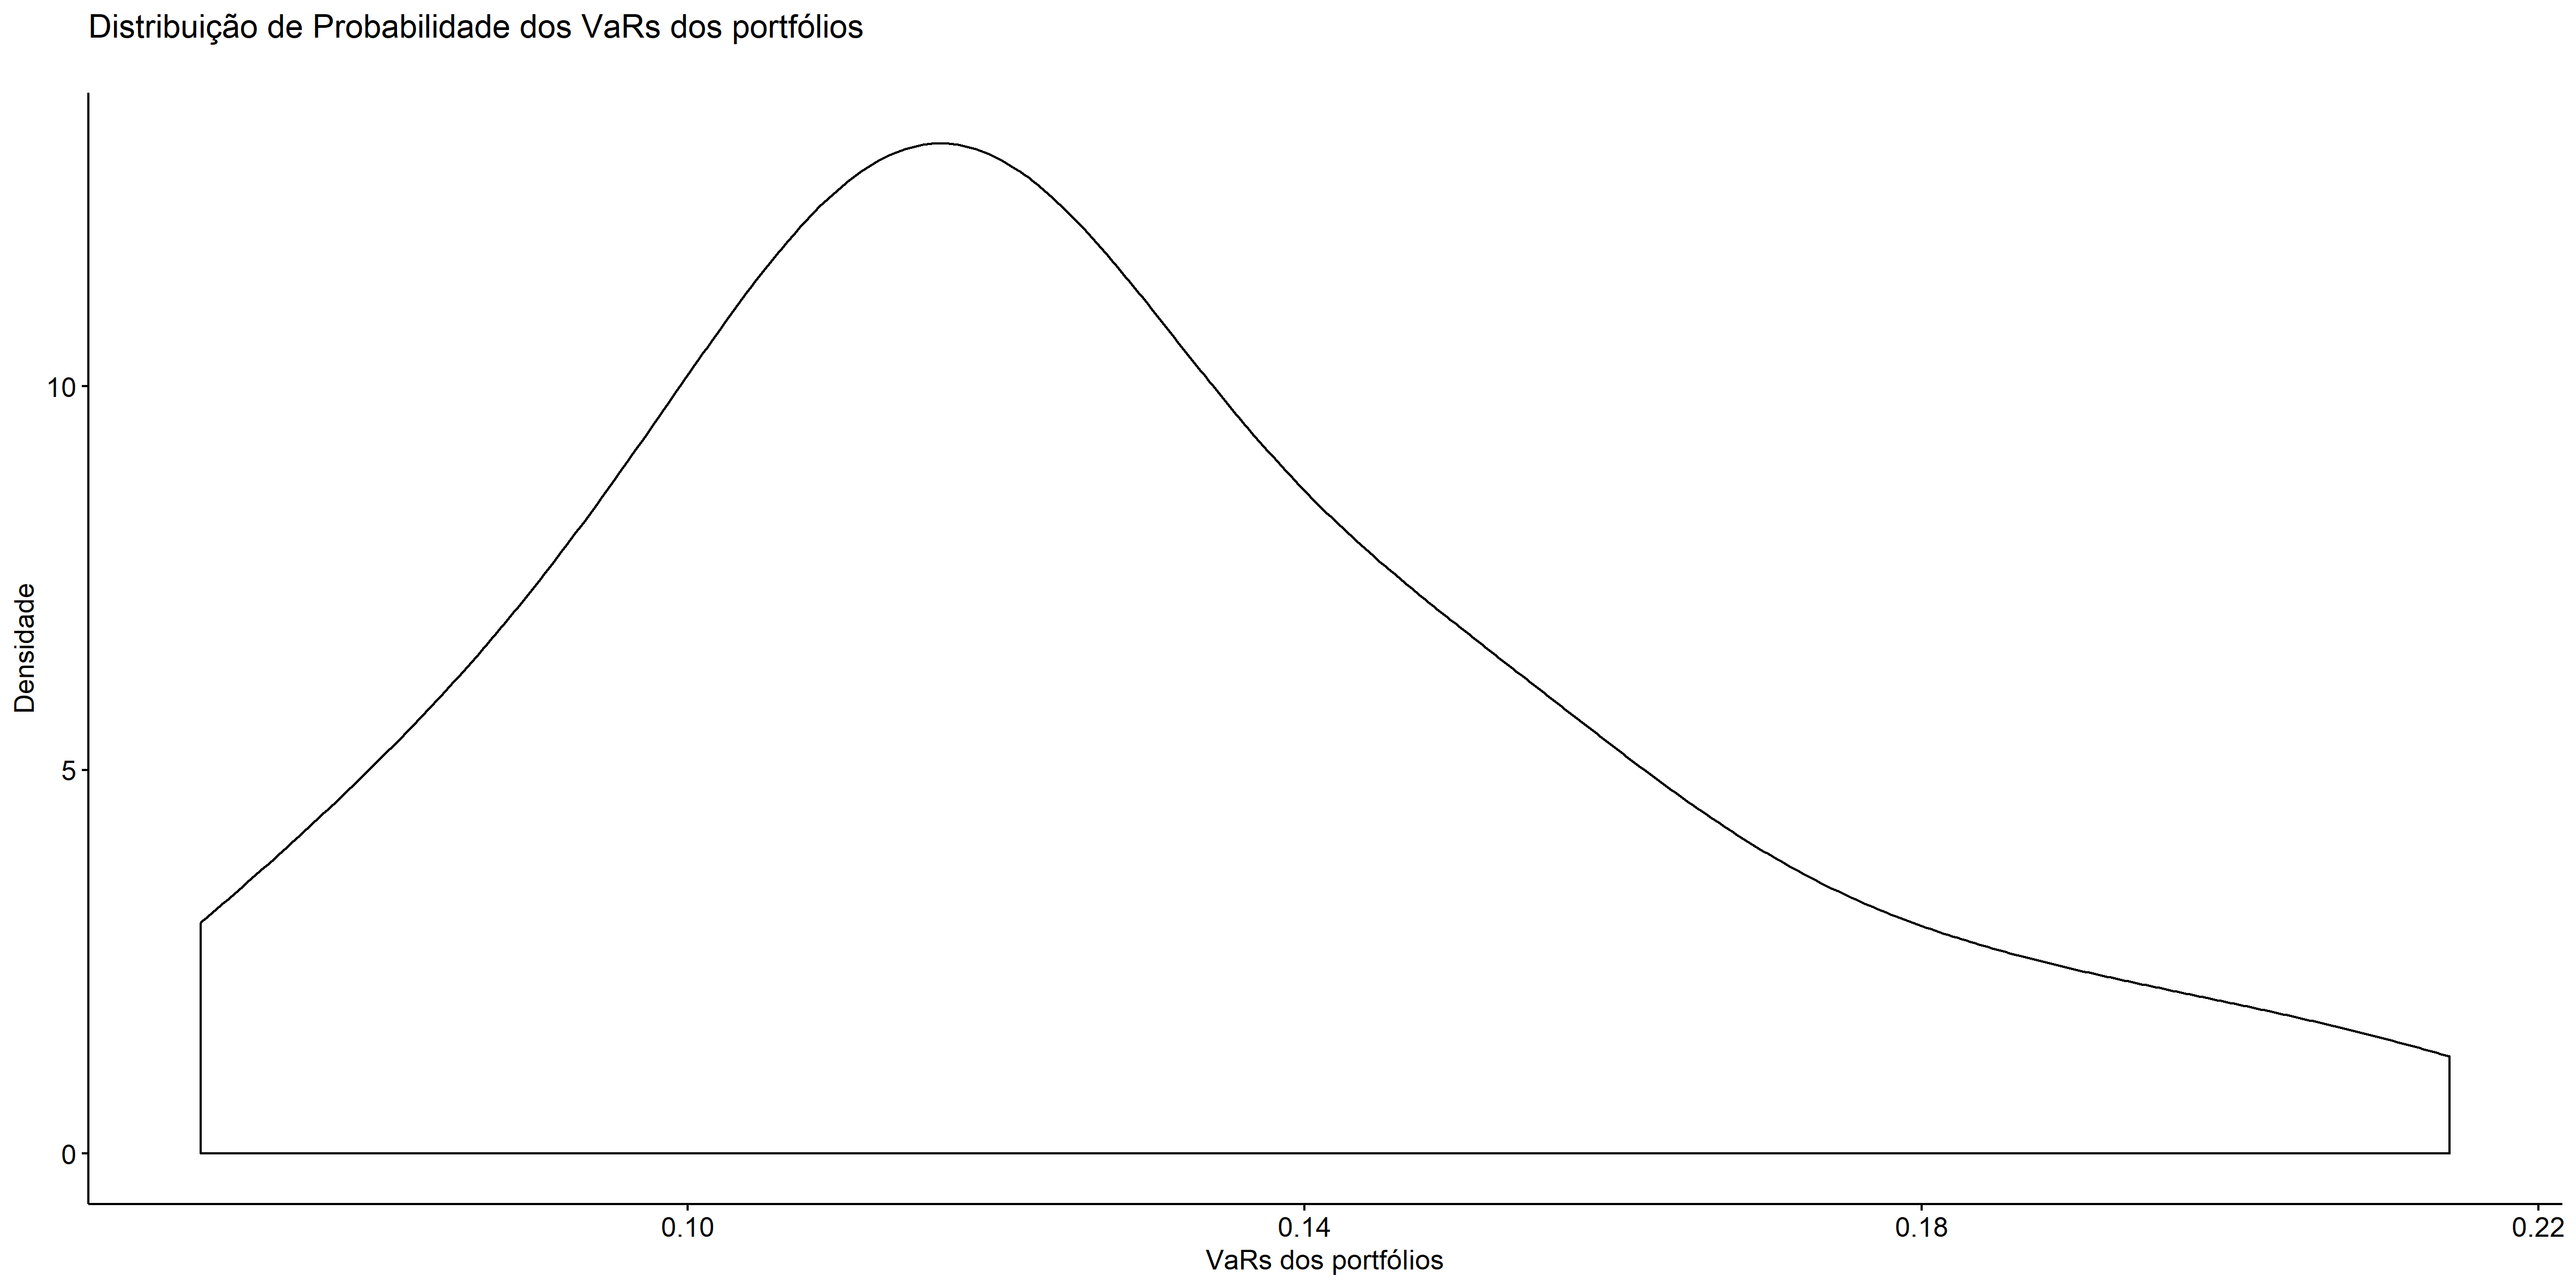 Distribuição de Probabilidade dos VaRs dos portfólios
Densidade
10
5
0
0.10
0.14
0.18
0.22
VaRs dos portfólios